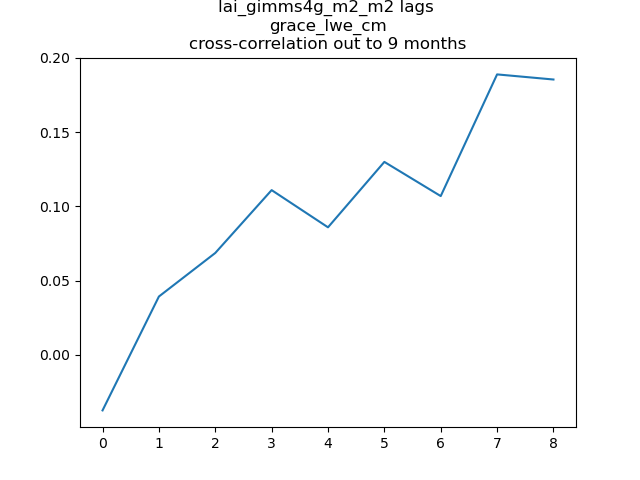 lai_gimms4g_m2_m2 lags
grace_lwe_cm
cross-correlation out to 9 months
0.20
0.15
0.10
0.05
0.00
0 1 2 3 4 5 6 7 8